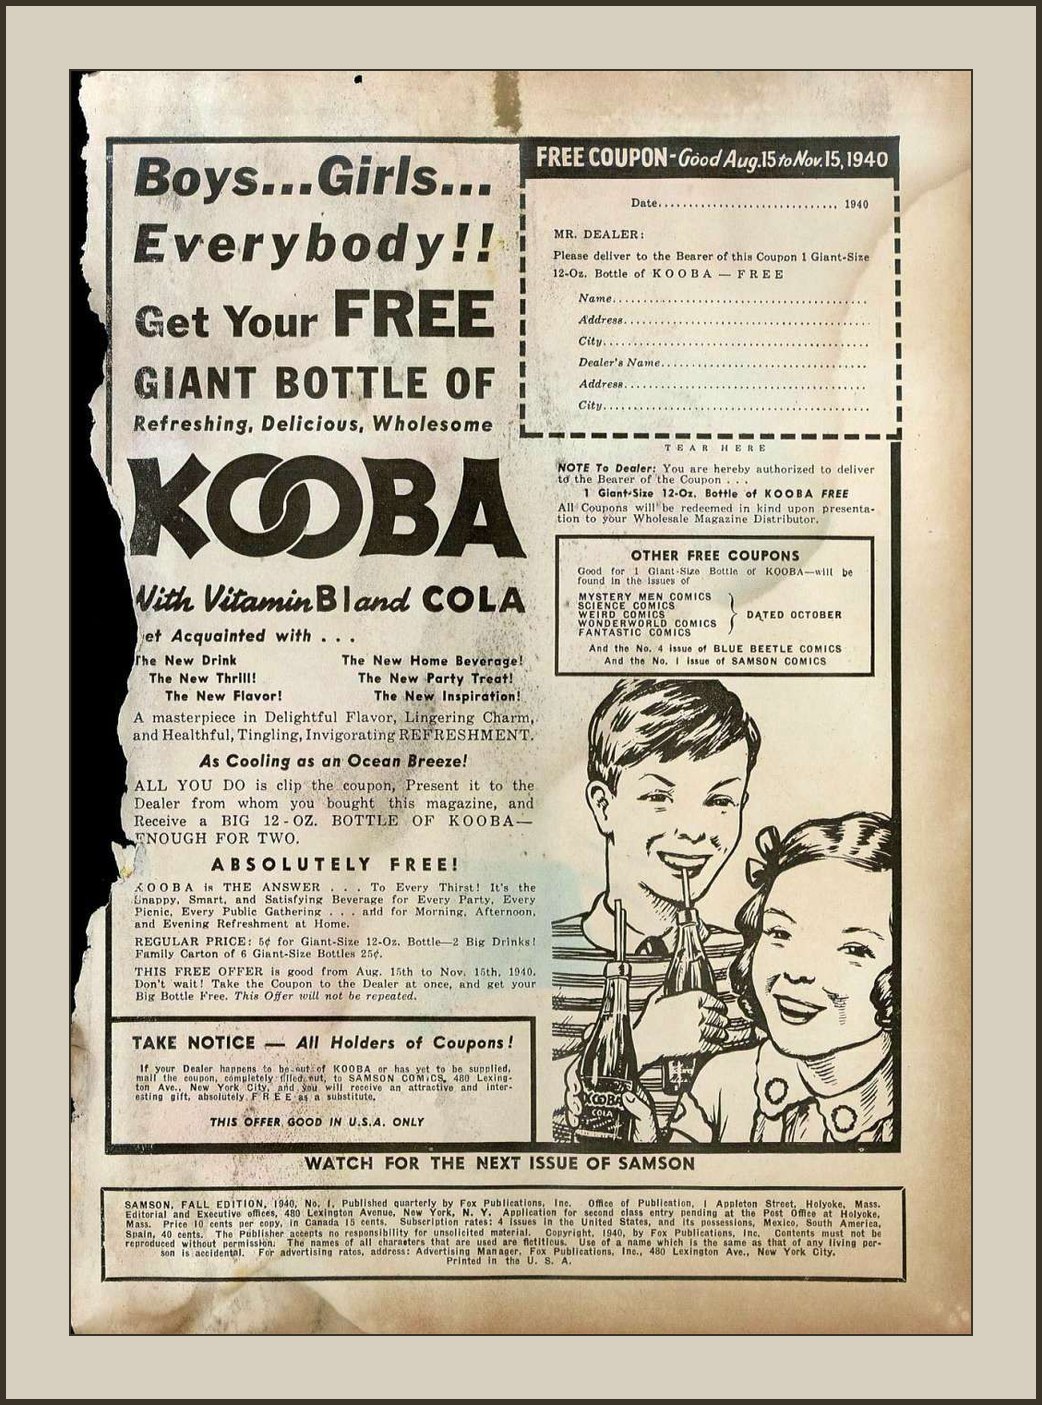 Boys...Girls...
Everybody!!
Get Your FREE
GIANT BOTTLE OF
Refreshing, Delicious, Wholesome
KOOBA
With Vitamin B1 and COLA
et Acquainted with . . .
The New Drink
The New Thrill!
The New Flavor!
The New Home Beverage!
The New Party Treat!
The New Inspiration!
A masterpiece in Delightful Flavor, Lingering Charm,
and Healthful, Tingling, Invigorating REFRESHMENT.
As Cooling as an Ocean Breeze!
ALL YOU DO is clip the coupon, Present it to the
Dealer from whom you bought this magazine, and
Receive a BIG 12-OZ. BOTTLE OF KOOBA—
ENOUGH FOR TWO.
ABSOLUTELY FREE!
KOOBA is THE ANSWER . . . To Every Thirst! It's the
Snappy, Smart, and Satisfying Beverage for Every Party, Every
Picnic, Every Public Gathering . . . and for Morning, Afternoon,
and Evening Refreshment at Home.
REGULAR PRICE: 5¢ for Giant-Size 12-Oz. Bottle—2 Big Drinks!
Family Carton of 6 Giant-Size Bottles 25¢.
THIS FREE OFFER is good from Aug. 15th to Nov. 15th, 1940.
Don't wait! Take the Coupon to the Dealer at once, and get your
Big Bottle Free. This Offer will not be repeated.
TAKE NOTICE — All Holders of Coupons!
If your Dealer happens to be out of KOOBA or has yet to be supplied,
mail the coupon, completely filled out, to SAMSON COMICS, 480 Lexing-
ton Ave., New York City, and you will receive an attractive and inter-
esting gift, absolutely F R E E as a substitute.
THIS OFFER GOOD IN U.S.A. ONLY
FREE COUPON-Good Aug.15 to Nov.15,1940
Date............................, 1940
MR. DEALER:
Please deliver to the Bearer of this Coupon 1 Giant-Size
12-Oz. Bottle of KOOBA — FREE
Name........................................
Address.....................................
City........................................
Dealer's Name...............................
Address.....................................
City........................................
TEAR HERE
NOTE To Dealer: You are hereby authorized to deliver
to the Bearer of the Coupon . . .
1 Giant-Size 12-Oz. Bottle of KOOBA FREE
All Coupons will be redeemed in kind upon presenta-
tion to your Wholesale Magazine Distributor.
OTHER FREE COUPONS
Good for 1 Giant-Size Bottle of KOOBA—will be
found in the issues of
MYSTERY MEN COMICS
SCIENCE COMICS
WEIRD COMICS
WONDERWORLD COMICS
FANTASTIC COMICS
DATED OCTOBER
And the No. 4 issue of BLUE BEETLE COMICS
And the No. 1 issue of SAMSON COMICS
KOOBA
COLA
WATCH FOR THE NEXT ISSUE OF SAMSON
SAMSON, FALL EDITION, 1940, No. 1, Published quarterly by Fox Publications, Inc. Office of Publication, 1 Appleton Street, Holyoke, Mass.
Editorial and Executive offices, 480 Lexington Avenue, New York, N. Y. Application for second class entry pending at the Post Office at Holyoke,
Mass. Price 10 cents per copy, in Canada 15 cents. Subscription rates: 4 issues in the United States, and its possessions, Mexico, South America,
Spain, 40 cents. The Publisher accepts no responsibility for unsolicited material. Copyright, 1940, by Fox Publications, Inc. Contents must not be
reproduced without permission. The names of all characters that are used are fictitious. Use of a name which is the same as that of any living per-
son is accidental. For advertising rates, address: Advertising Manager, Fox Publications, Inc., 480 Lexington Ave., New York City.
Printed in the U. S. A.